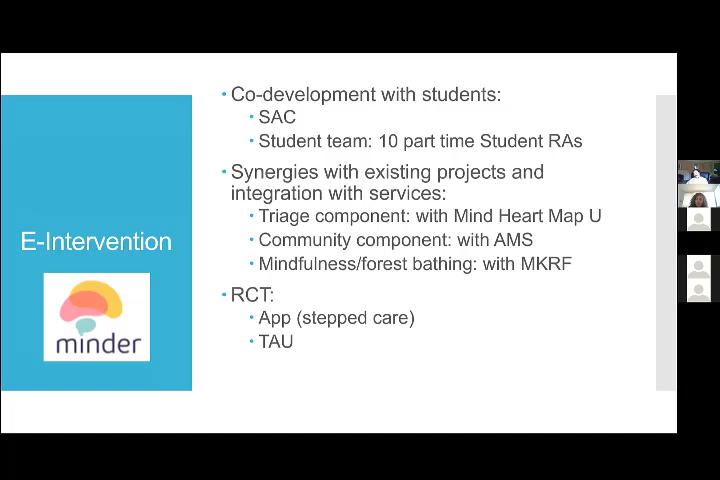 E-Intervention
minder
Co-development with students:
SAC
Student team: 10 part time Student RAs
Synergies with existing projects and
integration with services:
Triage component: with Mind Heart Map U
Community component: with AMS
Mindfulness/forest bathing: with MKRF
RCT:
App (stepped care)
TAU